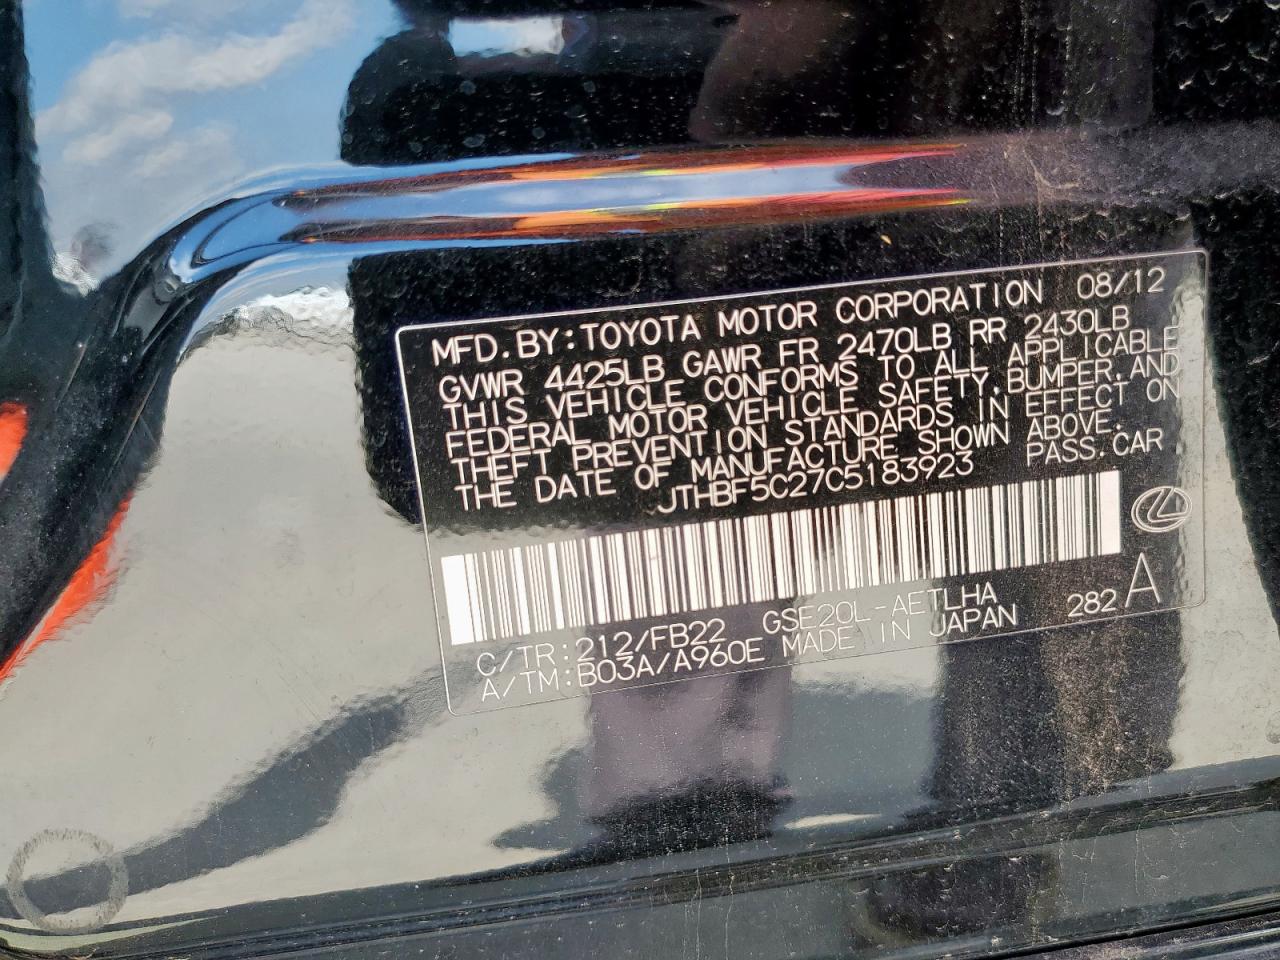 MFD. BY: TOYOTA MOTOR CORPORATION 08/12
GVWR 4425LB GAWR FR 2470LB RR 2430LB
THIS VEHICLE CONFORMS TO ALL APPLICABLE
FEDERAL MOTOR VEHICLE SAFETY, BUMPER, AND
THEFT PREVENTION STANDARDS IN EFFECT ON
THE DATE OF MANUFACTURE SHOWN ABOVE.
JTHBF5C27C5183923 PASS. CAR
C/TR: 212/FB22 GSE20L-AETLHA
A/TM: B03A/A960E MADE IN JAPAN 282 A